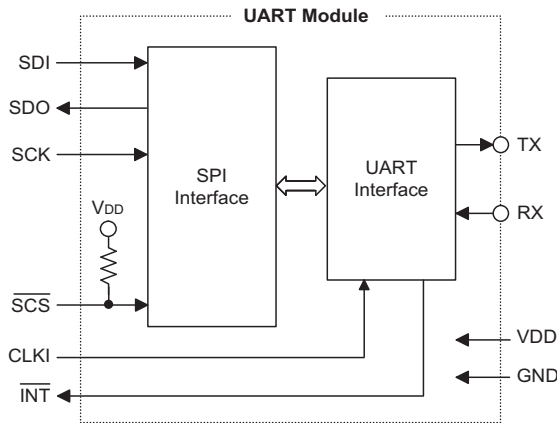 UART Module
SDI
SDO
SCK
VDD
SCS
CLKI
INT
SPI
Interface
UART
Interface
TX
RX
VDD
GND